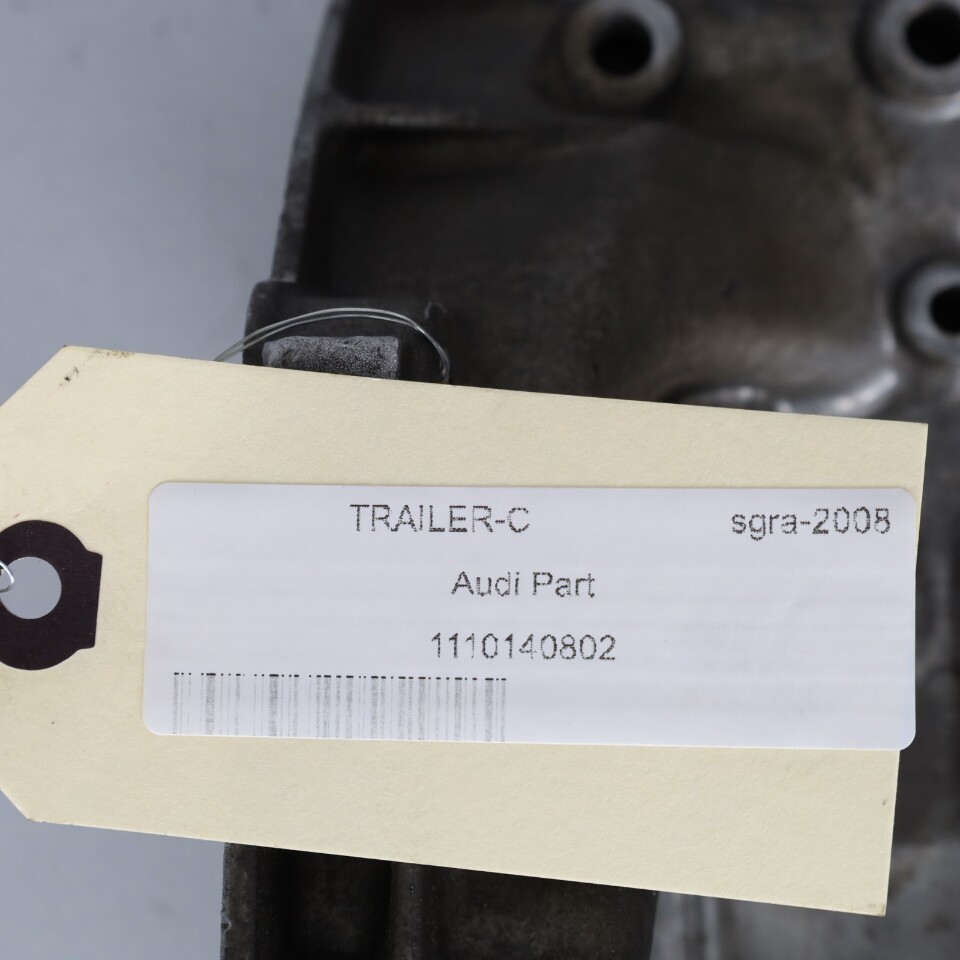 TRAILER-C sgra-2008
Audi Part
1110140802